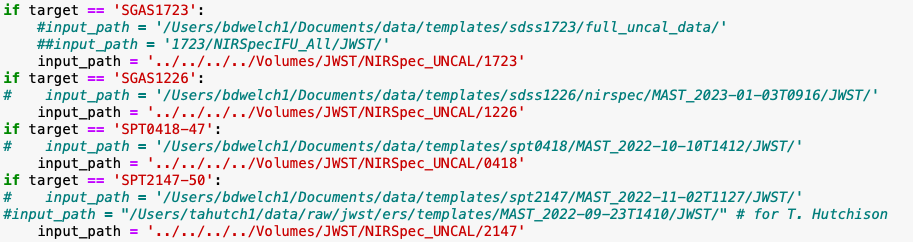 if target == 'SGAS1723':
    #input_path = '/Users/bdwelch1/Documents/data/templates/sdss1723/full_uncal_data/'
    ##input_path = '1723/NIRSpecIFU_All/JWST/'
    input_path = '../../../../Volumes/JWST/NIRSpec_UNCAL/1723'
if target == 'SGAS1226':
#    input_path = '/Users/bdwelch1/Documents/data/templates/sdss1226/nirspec/MAST_2023-01-03T0916/JWST/'
    input_path = '../../../../Volumes/JWST/NIRSpec_UNCAL/1226'
if target == 'SPT0418-47':
#    input_path = '/Users/bdwelch1/Documents/data/templates/spt0418/MAST_2022-10-10T1412/JWST/'
    input_path = '../../../../Volumes/JWST/NIRSpec_UNCAL/0418'
if target == 'SPT2147-50':
#    input_path = '/Users/bdwelch1/Documents/data/templates/spt2147/MAST_2022-11-02T1127/JWST/'
#input_path = "/Users/tahutch1/data/raw/jwst/ers/templates/MAST_2022-09-23T1410/JWST/" # for T. Hutchison
    input_path = '../../../../Volumes/JWST/NIRSpec_UNCAL/2147'